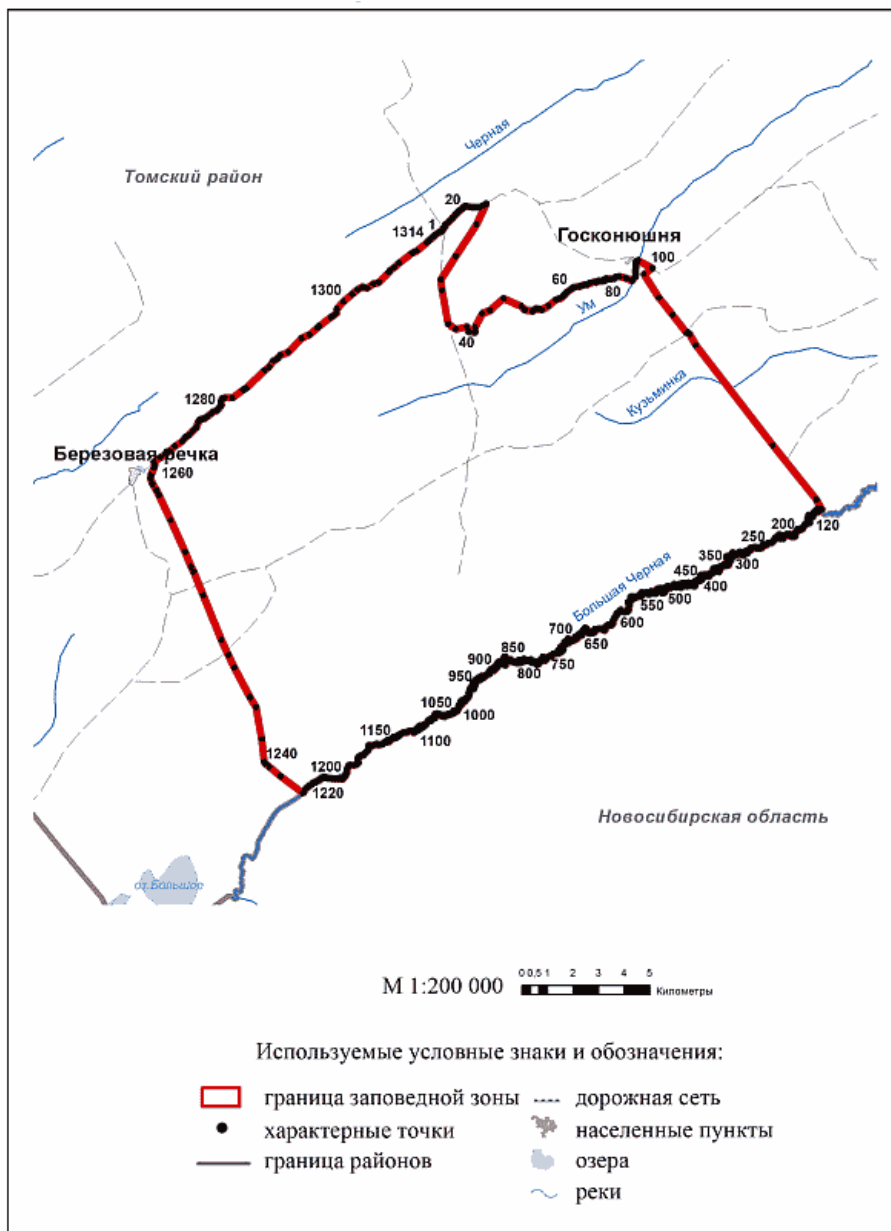 Черная
Томский район
20
1
1314
Госконюшня
100
1300
60
80
Ум
40
Кузьминка
1280
Березовая речка
1260
120
200
250
350
300
450
400
Большая Черная
550
500
600
700
650
850
750
900
800
950
1050
1000
1150
1100
1240
1200
1220
Новосибирская область
оз.Большое
М 1:200 000
0 0,5 1 2 3 4 5
Километры
Используемые условные знаки и обозначения:
граница заповедной зоны
дорожная сеть
характерные точки
населенные пункты
граница районов
озера
реки